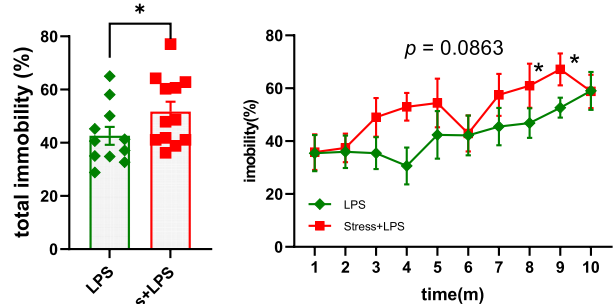 *
total immobility (%)
80
60
40
20
0
LPS
s+LPS
p = 0.0863
* *
imobility(%)
80
60
40
20
0
LPS
Stress+LPS
1 2 3 4 5 6 7 8 9 10
time(m)